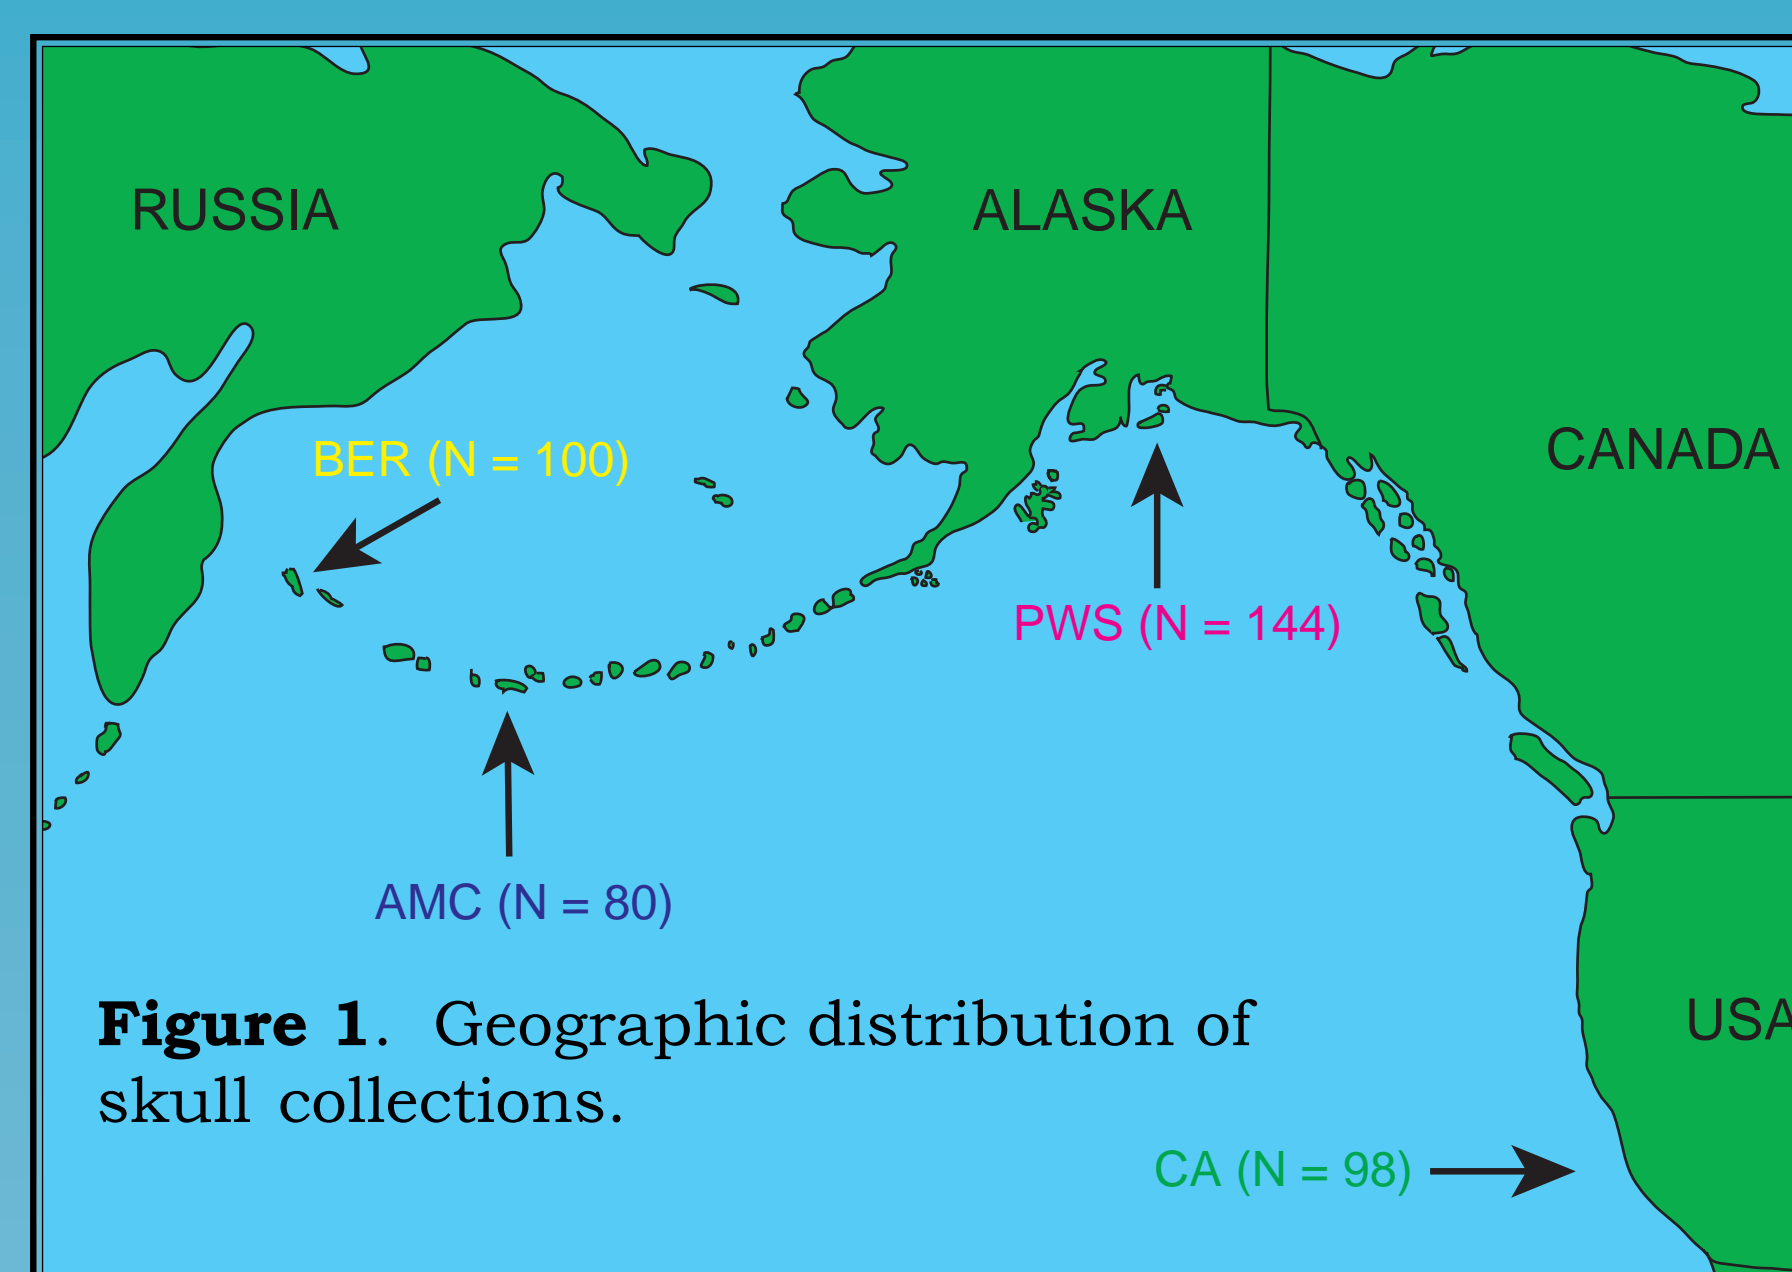 RUSSIA
ALASKA
CANADA
BER (N = 100)
PWS (N = 144)
AMC (N = 80)
Figure 1. Geographic distribution of
skull collections.
USA
CA (N = 98)